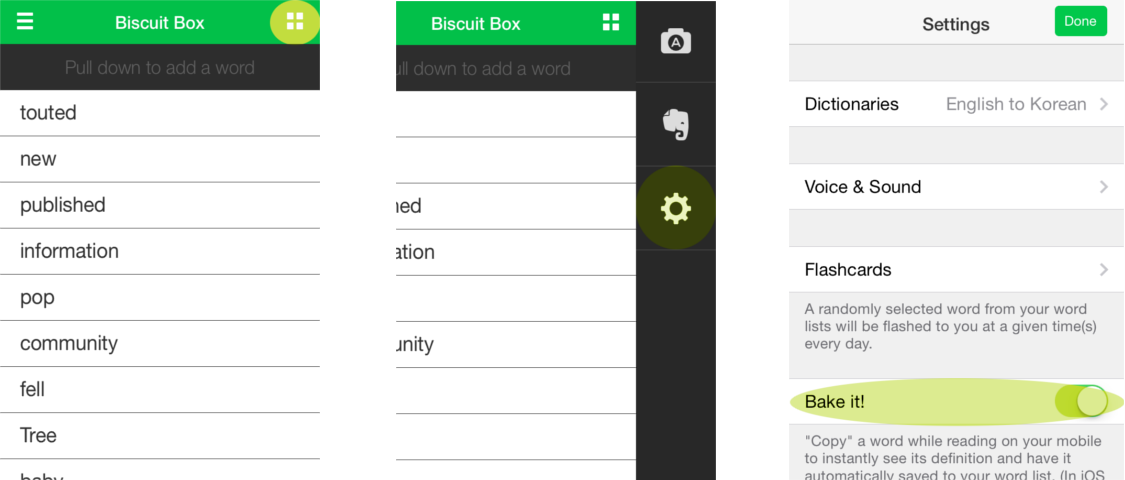 Biscuit Box
Pull down to add a word
touted
new
published
information
pop
community
fell
Tree
baby
Biscuit Box
ull down to add a word
ned
ation
unity
A
Settings
Done
Dictionaries English to Korean
Voice & Sound
Flashcards
A randomly selected word from your word
lists will be flashed to you at a given time(s)
every day.
Bake it!
"Copy" a word while reading on your mobile
to instantly see its definition and have it
automatically saved to your word list. (In iOS